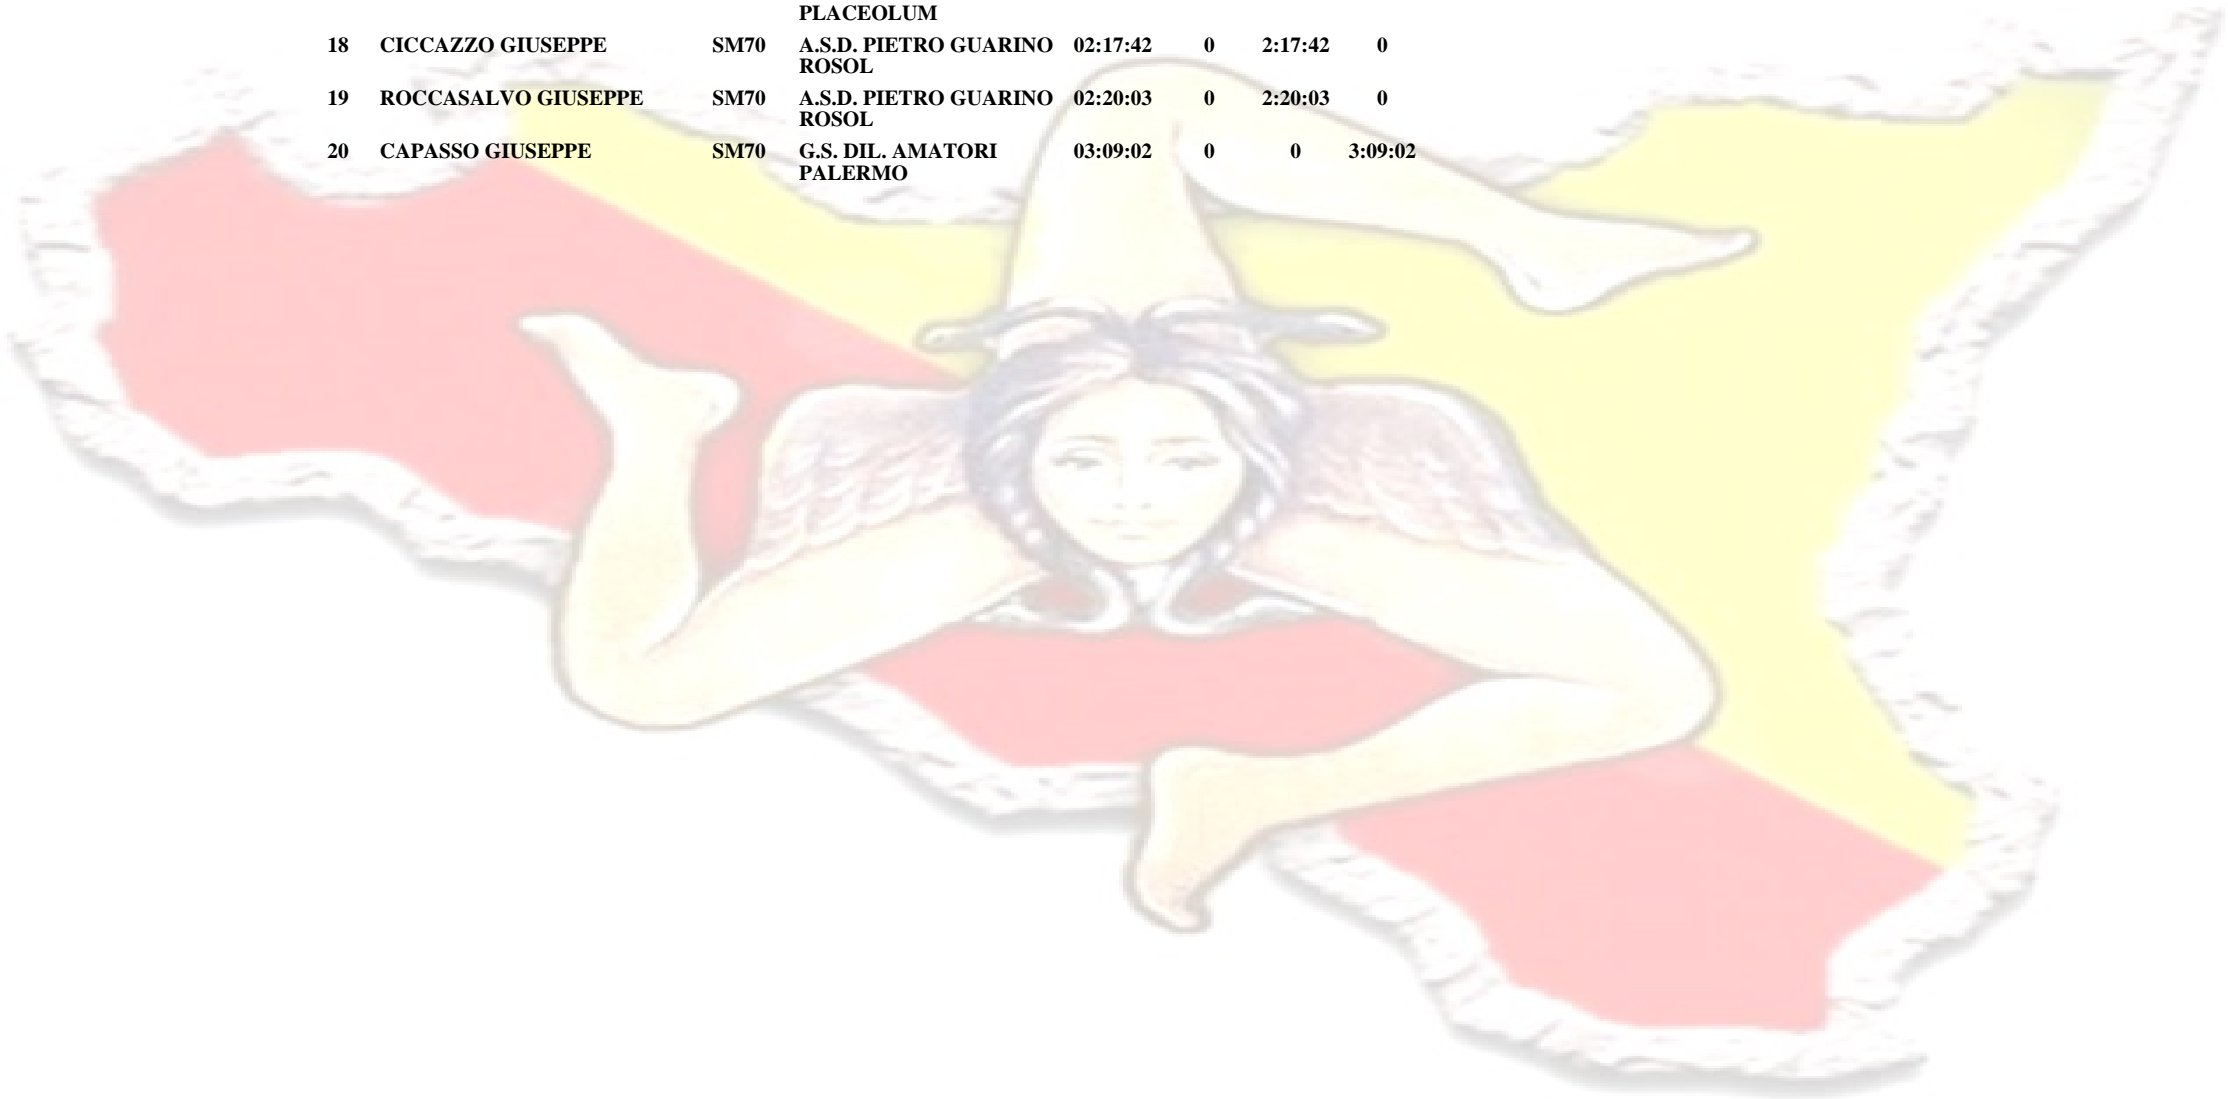 PLACEOLUM
18 CICCAZZO GIUSEPPE SM70 A.S.D. PIETRO GUARINO 02:17:42 0 2:17:42 0
ROSOL
19 ROCCASALVO GIUSEPPE SM70 A.S.D. PIETRO GUARINO 02:20:03 0 2:20:03 0
ROSOL
20 CAPASSO GIUSEPPE SM70 G.S. DIL. AMATORI 03:09:02 0 0 3:09:02
PALERMO